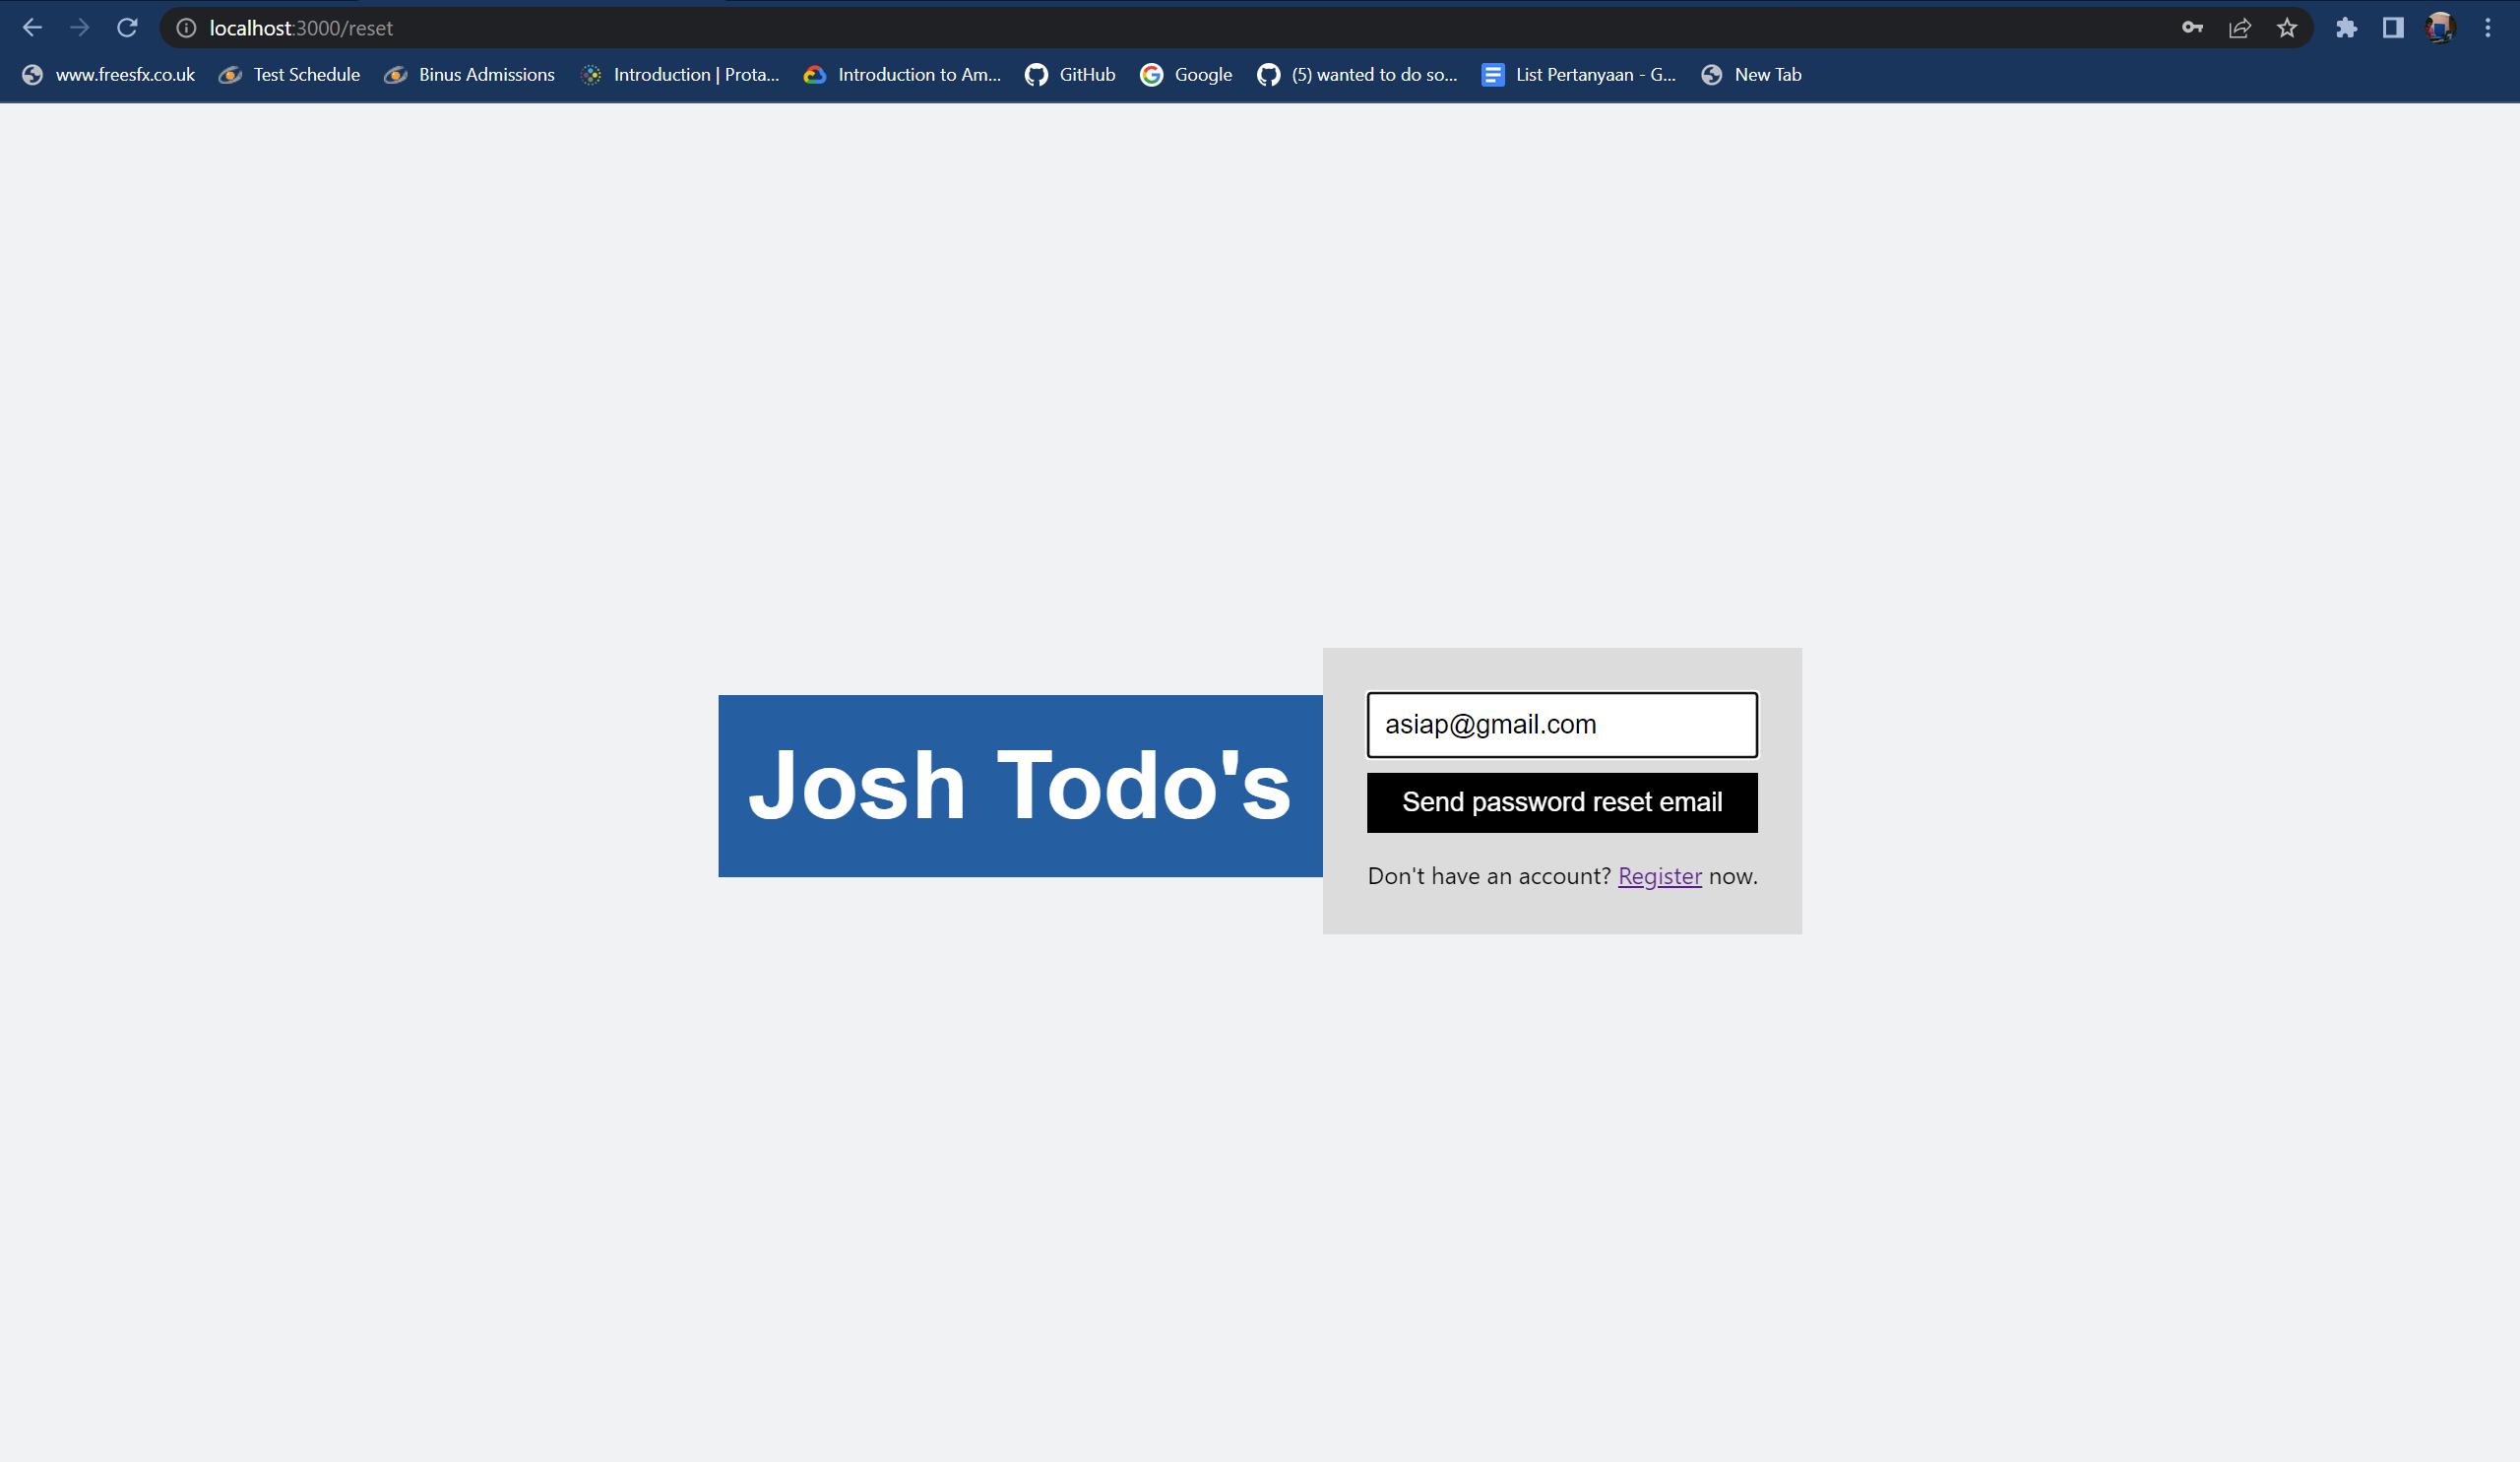 localhost:3000/reset
www.freesfx.co.uk Test Schedule Binus Admissions Introduction | Prota... Introduction to Am... GitHub Google (5) wanted to do so... List Pertanyaan - G... New Tab
Josh Todo's
asiap@gmail.com
Send password reset email
Don't have an account? Register now.